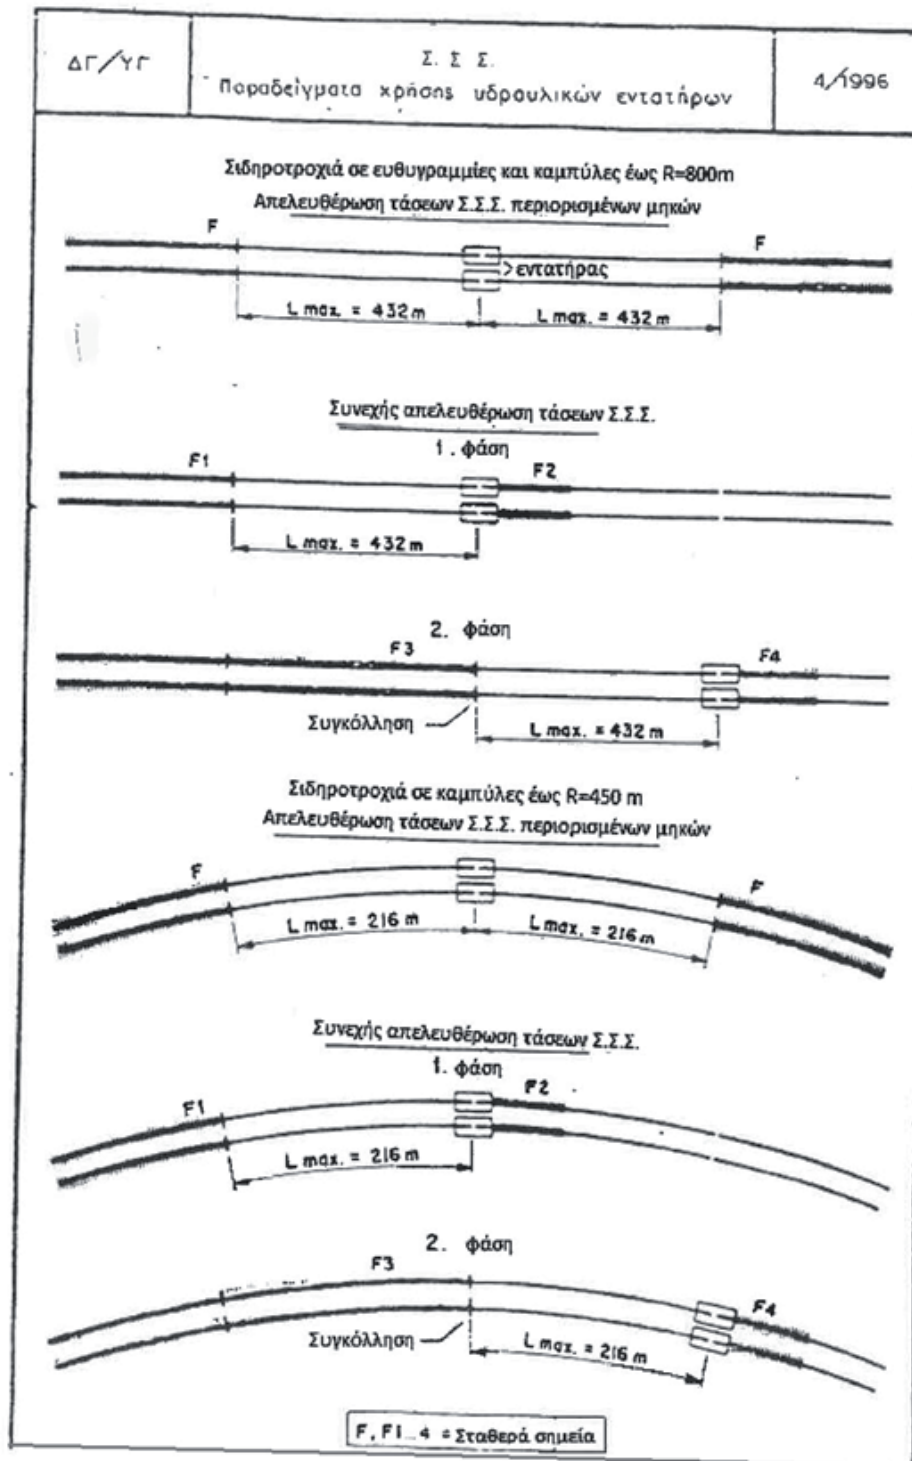 ΔΓ/ΥΓ
Σ. Σ Σ.
Παραδείγματα χρήσης υδραυλικών εντατήρων
4/1996
Σιδηροτροχιά σε ευθυγραμμίες και καμπύλες έως R=800m
Απελευθέρωση τάσεων Σ.Σ.Σ. περιορισμένων μηκών
F
F
εντατήρας
L max. = 432 m
L max. = 432 m
Συνεχής απελευθέρωση τάσεων Σ.Σ.Σ.
1. φάση
F1
F2
L max. = 432 m
2. φάση
F3
F4
Συγκόλληση
L max. = 432 m
Σιδηροτροχιά σε καμπύλες έως R=450 m
Απελευθέρωση τάσεων Σ.Σ.Σ. περιορισμένων μηκών
F
F
L max. = 216 m
L max. = 216 m
Συνεχής απελευθέρωση τάσεων Σ.Σ.Σ.
1. φάση
F1
F2
L max. = 216 m
2. φάση
F3
F4
Συγκόλληση
L max. = 216 m
F, F1_4 = Σταθερά σημεία